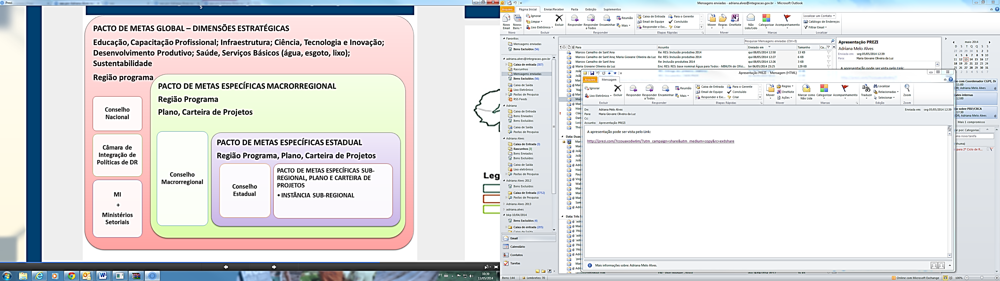 Prezi
5
PACTO DE METAS GLOBAL – DIMENSÕES ESTRATÉGICAS
Educação, Capacitação Profissional; Infraestrutura; Ciência, Tecnologia e Inovação;
Desenvolvimento Produtivo; Saúde, Serviços Básicos (água, esgoto, lixo);
Sustentabilidade
Região programa
Conselho
Nacional
Câmara de
Integração de
Políticas de DR
MI
+
Ministérios
Setoriais
PACTO DE METAS ESPECÍFICAS MACRORREGIONAL
Região Programa
Plano, Carteira de Projetos
Conselho
Macrorregional
PACTO DE METAS ESPECÍFICAS ESTADUAL
Região Programa, Plano, Carteira de Projetos
Conselho
Estadual
PACTO DE METAS ESPECÍFICAS SUB-
REGIONAL, PLANO E CARTEIRA DE
PROJETOS
• INSTÂNCIA SUB-REGIONAL
Leg
PT
10:39
13/05/2014
Mensagens enviadas - adriana.alves@integracao.gov.br - Microsoft Outlook
Arquivo Página Inicial Enviar/Receber Pasta Exibição Suplementos
Novo
Email
Novos
Itens
Novo
Ignorar
Limpar
Lixo Eletrônico
Excluir
Excluir
Responder
Responder
a Todos
Encaminhar
Reunião
Mais
Responder
Caixa de Entrada
Email de Equipe
Responder e Exc...
Para o Gerente
Concluído
Criar
Etapas Rápidas
Mover
Regras
OneNote
Mover
Não
Lido/Lido
Categorizar
Acompanhamento
Marcas
Localizar um Contato
Catálogo de Endereços
Filtrar Email
Localizar
Favoritos
Mensagens enviadas
Itens Excluídos (56)
adriana.alves@integracao.gov.br
Caixa de entrada (387)
Rascunhos
Mensagens enviadas
Itens Excluídos (56)
Caixa de Saída
Lixo Eletrônico
Pastas de Pesquisa
RSS Feeds
Adriana
Caixa de Entrada
Itens Enviados
Itens Excluídos
Caixa de Saída
Pastas de Pesquisa
Adriana Alves
Caixa de Entrada (3)
Rascunhos [3]
Itens Enviados
Itens Excluídos
Caixa de Saída
Lixo eletrônico
Pastas de Pesquisa
Adriana Alves 2012
Itens Excluídos
Caixa de Entrada (3752)
Pastas de Pesquisa
Adriana Alves 2013
adriana.alves
bkp 10/04/2014
Itens Excluídos (4)
Caixa de entrada (205)
Caixa de Saída
Email
Calendário
Contatos
Tarefas
Pesquisar Mensagens enviadas (Ctrl+E)
Para Assunto Enviado em Tamanho Ca...
Marcos Carvalho de Sant'Ana Re: RES: Inclusão produtiva 2014 qui 08/05/2014 12:50 13 KB
Marcos Carvalho de Sant'Ana; Maria Giovane Oliveira da Luz Re: RES: Inclusão produtiva 2014 qui 08/05/2014 12:27 6 KB
Marcos Carvalho de Sant'Ana Re: Inclusão produtiva 2014 qui 08/05/2014 12:26 3 KB
Maria Giovane Oliveira da Luz Enc: RES: RES: base nominal Água para Todos - MINUTA de Ofíci... ter 06/05/2014 23:25 129 KB
Data: Duas
Data: Três S
Apresentação PREZI
Adriana Melo Alves
Enviada em: seg 05/05/2014 12:39
Para: Maria Giovane Oliveira da Luz
A apresentação pode ser vista pelo Link:
maio 2014
D S T Q Q S S
27 28 29 30 1 2 3
4 5 6 7 8 9 10
11 12 13 14 15 16 17
18 19 20 21 22 23 24
25 26 27 28 29 30 31
1 2 3 4 5 6 7
o com Coordenador CGPE, Dr
11:00
DR; Adriana Melo Alves
ades internas
12:00
o sobre PISF/CRCA
17:30
DR; Adriana Melo Alves
Mais 1 compromisso
ar por: Categorias
uma nova tarefa
nhuma)
para 2º Ciclo de R...
Apresentação PREZI - Mensagem (HTML)
Arquivo Mensagem
Ignorar
Lixo Eletrônico
Excluir
Excluir
Responder
Responder
a Todos
Encaminhar
Reunião
Mais
Responder
Caixa de Entrada
Email de Equipe
Responder e Exc...
Para o Gerente
Concluído
Criar
Etapas Rápidas
Mover
Regras
OneNote
Ações
Mover
Marcar como
Não Lida
Categorizar
Acompanhamento
Marcas
Traduzir
Localizar
Relacionadas
Selecionar
Edição
Zoom
Zoom
De: Adriana Melo Alves
Enviada em: seg 05/05/2014 12:39
Para: Maria Giovane Oliveira da Luz
Cc:
Assunto: Apresentação PREZI
A apresentação pode ser vista pelo Link:
http://prezi.com/7ccouaxodw6m/?utm_campaign=share&utm_medium=copy&rc=ex0share
Mais informações sobre: Adriana Melo Alves.
Itens: 144 Lembretes: 70
Online com Microsoft Exchange 100%